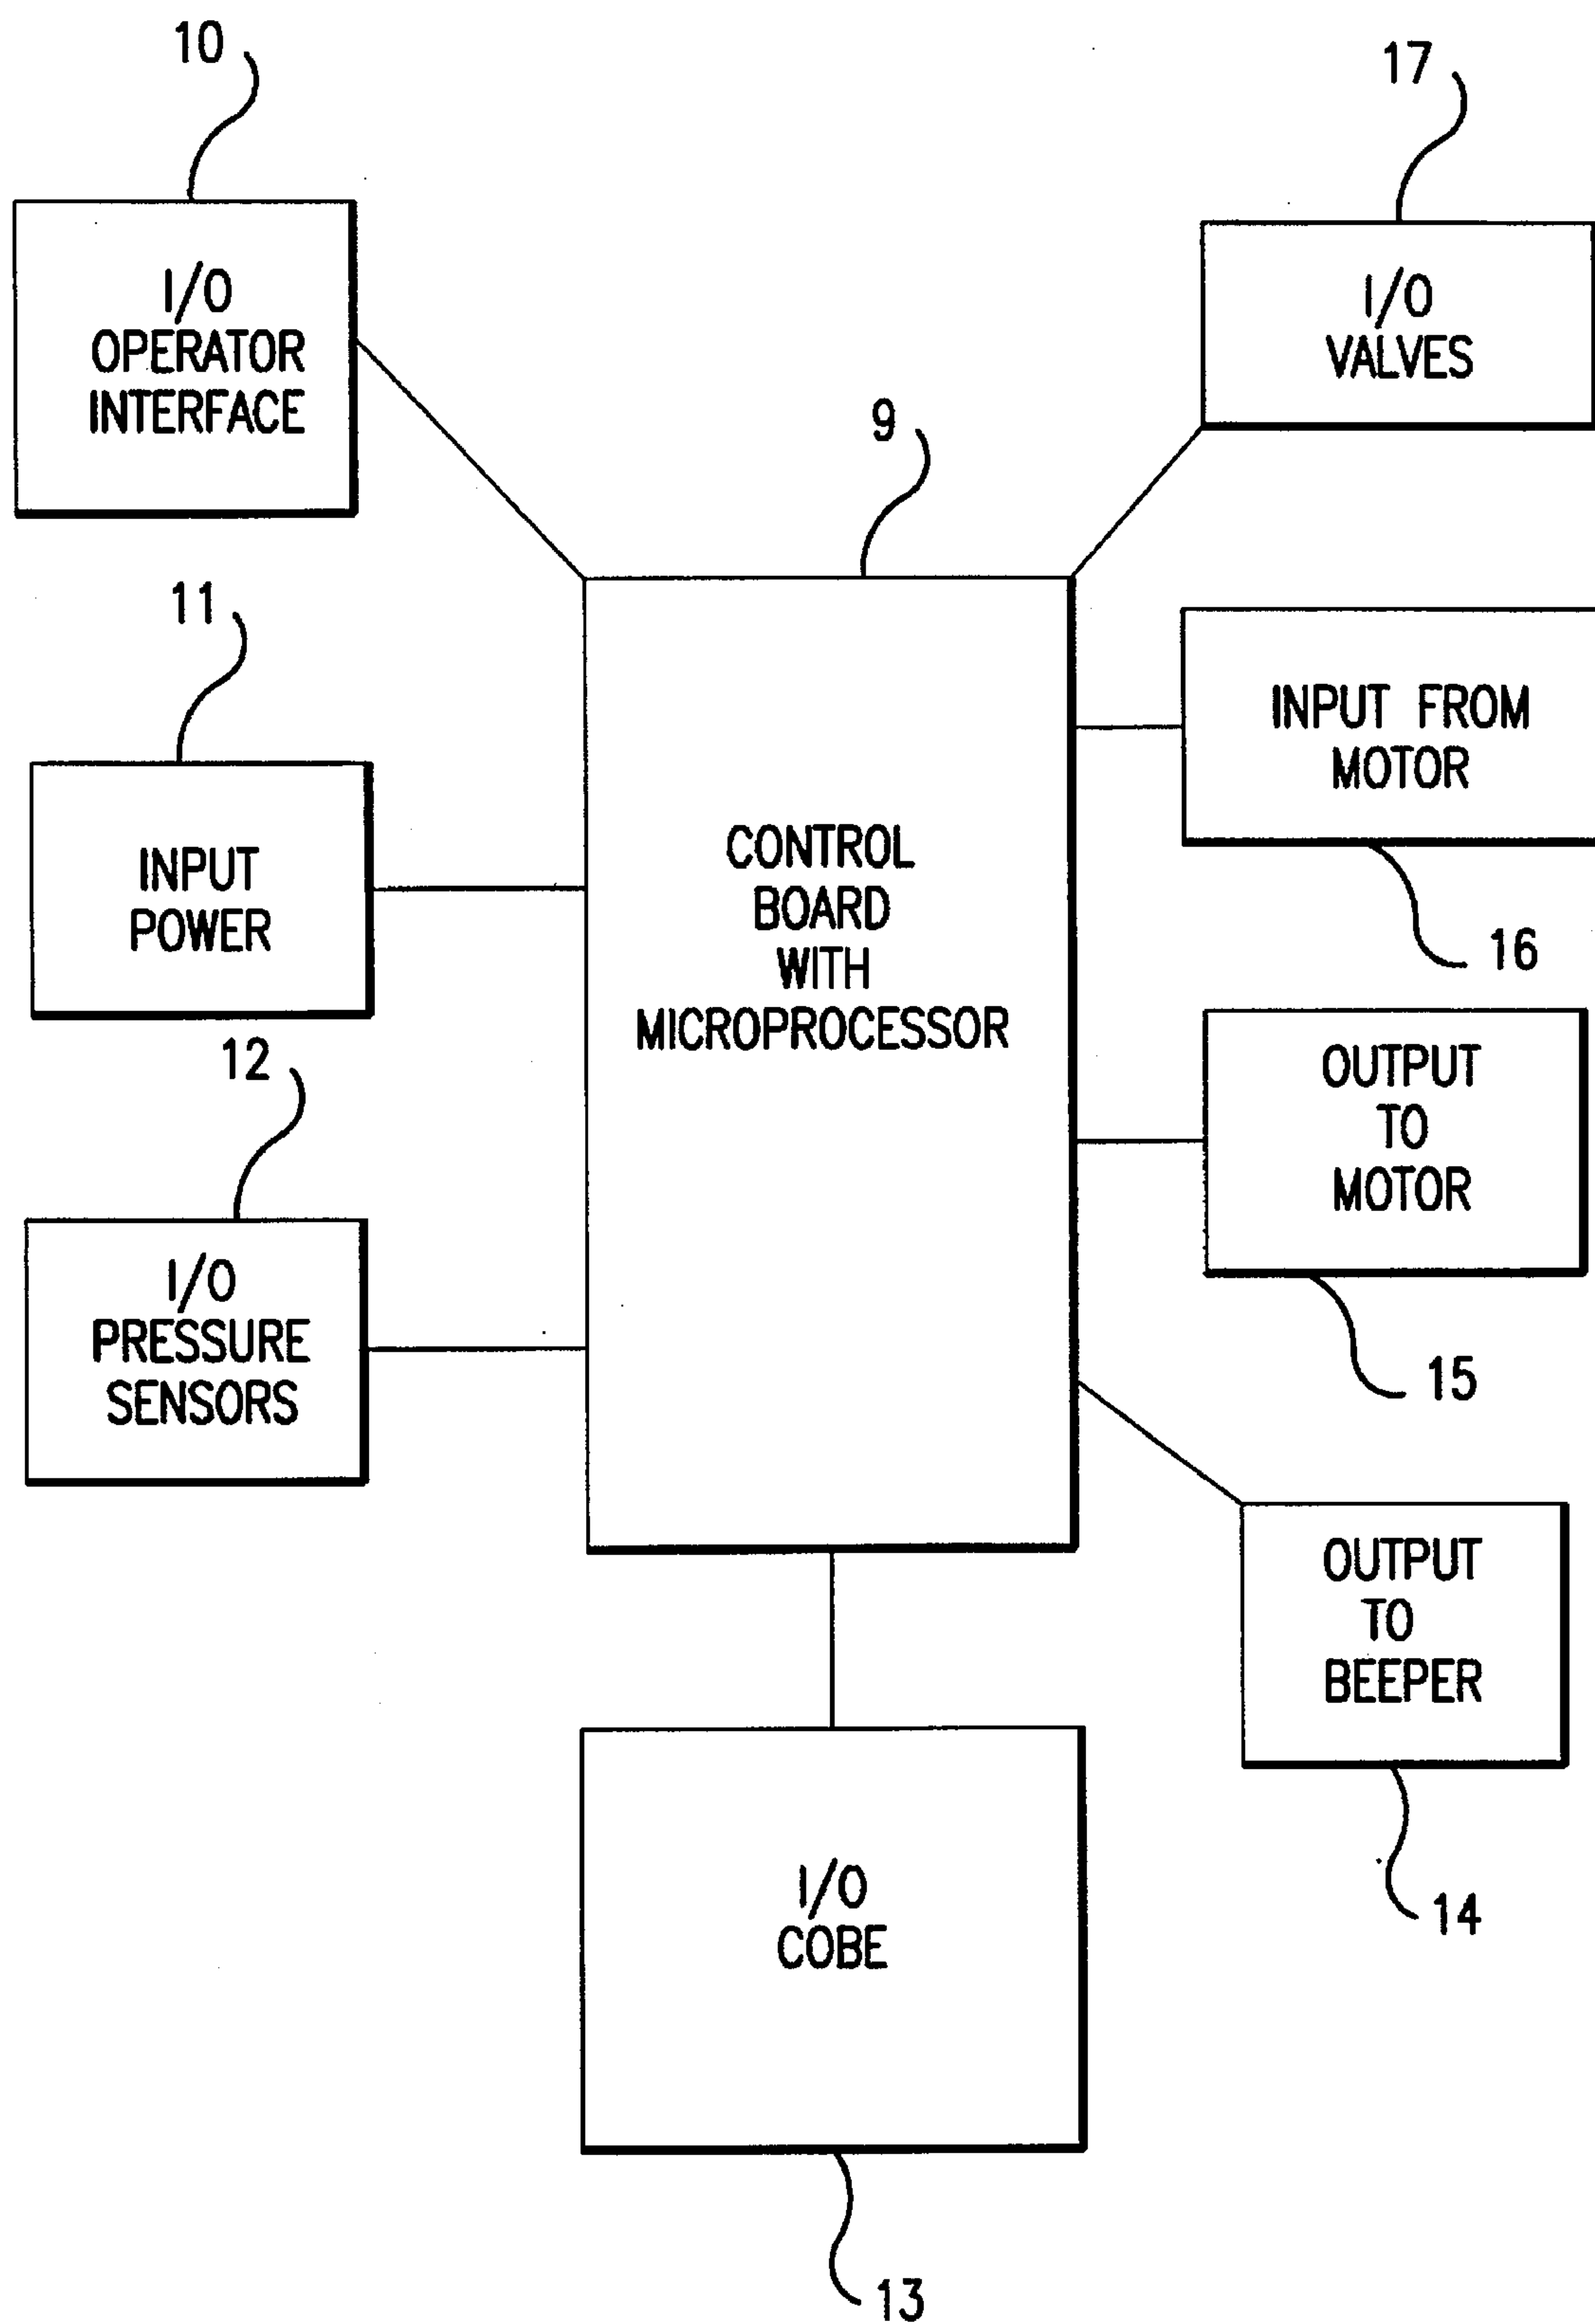 10
I/O
OPERATOR
INTERFACE
17
I/O
VALVES
9
CONTROL
BOARD
WITH
MICROPROCESSOR
11
INPUT
POWER
INPUT FROM
MOTOR
16
12
I/O
PRESSURE
SENSORS
OUTPUT
TO
MOTOR
15
OUTPUT
TO
BEEPER
14
I/O
COBE
13